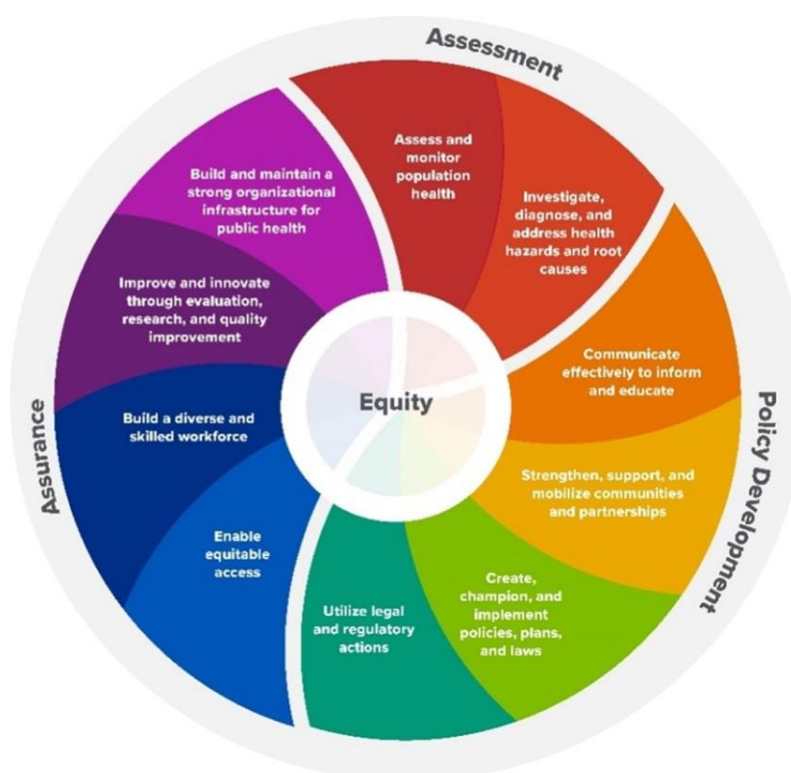 Assessment
Assess and
monitor
population
health
Investigate,
diagnose, and
address health
hazards and root
causes
Policy Development
Communicate
effectively to inform
and educate
Strengthen, support, and
mobilize communities
and partnerships
Create,
champion, and
implement
policies, plans,
and laws
Utilize legal
and regulatory
actions
Assurance
Enable
equitable
access
Build a diverse and
skilled workforce
Improve and innovate
through evaluation,
research, and quality
improvement
Build and maintain a
strong organizational
infrastructure for
public health
Equity